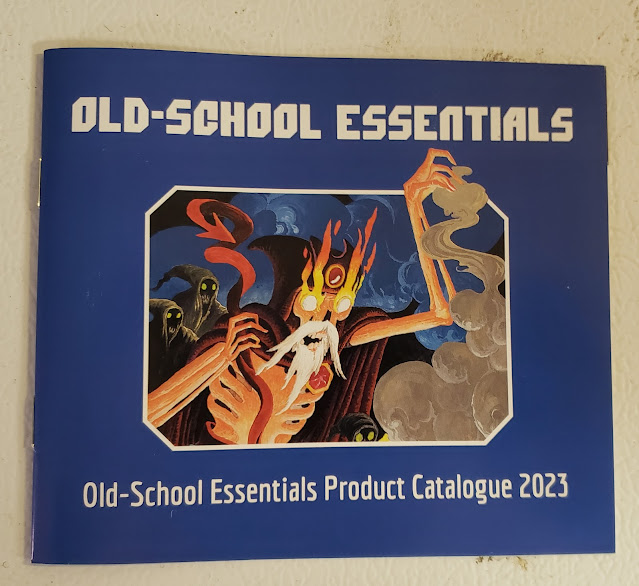 OLD-SCHOOL ESSENTIALS
Old-School Essentials Product Catalogue 2023